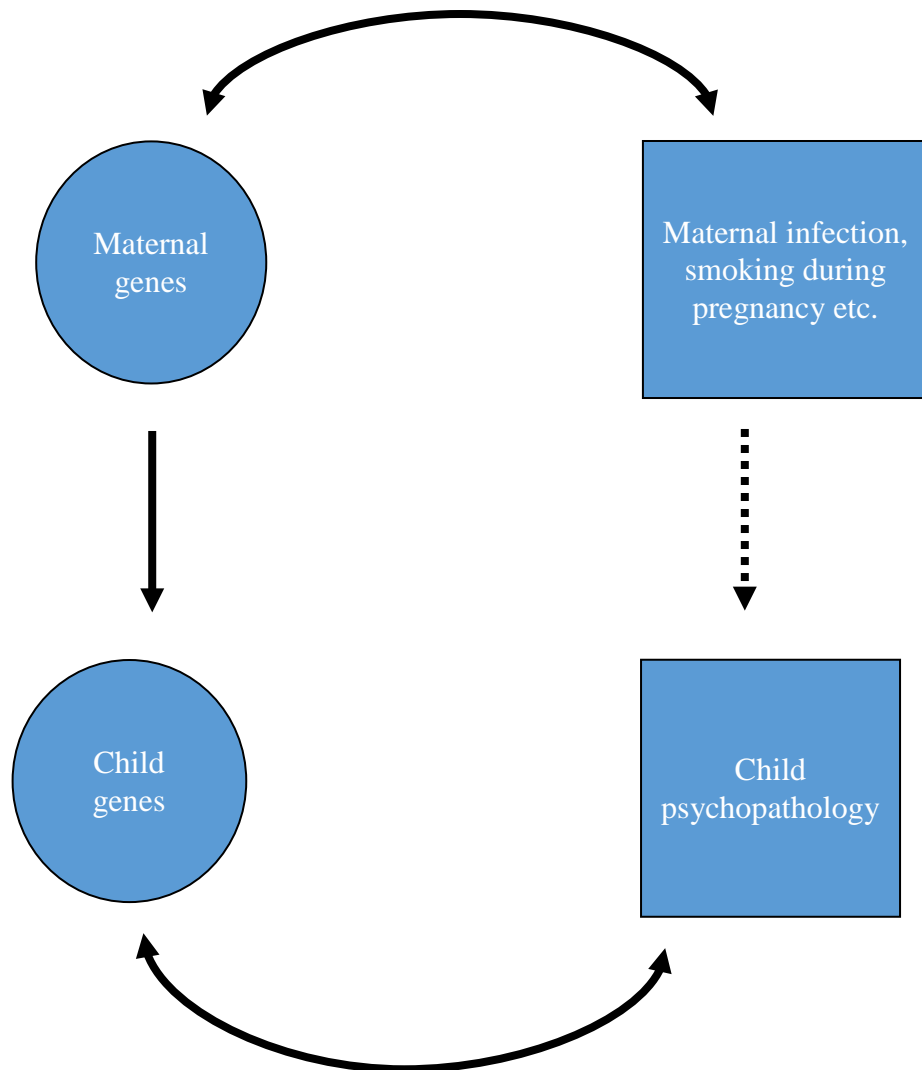 Maternal
genes
Maternal infection,
smoking during
pregnancy etc.
Child
genes
Child
psychopathology